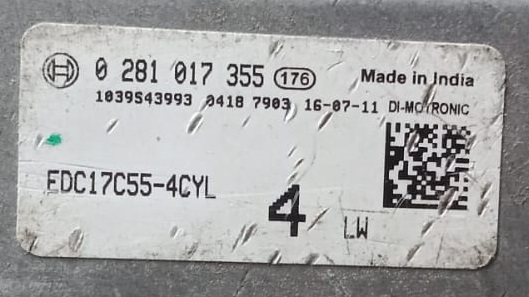 0 281 017 355 176 Made in India
1039S43993 0418 7903 16-07-11 DI-MOTRONIC
EDC17C55-4CYL
4 LW